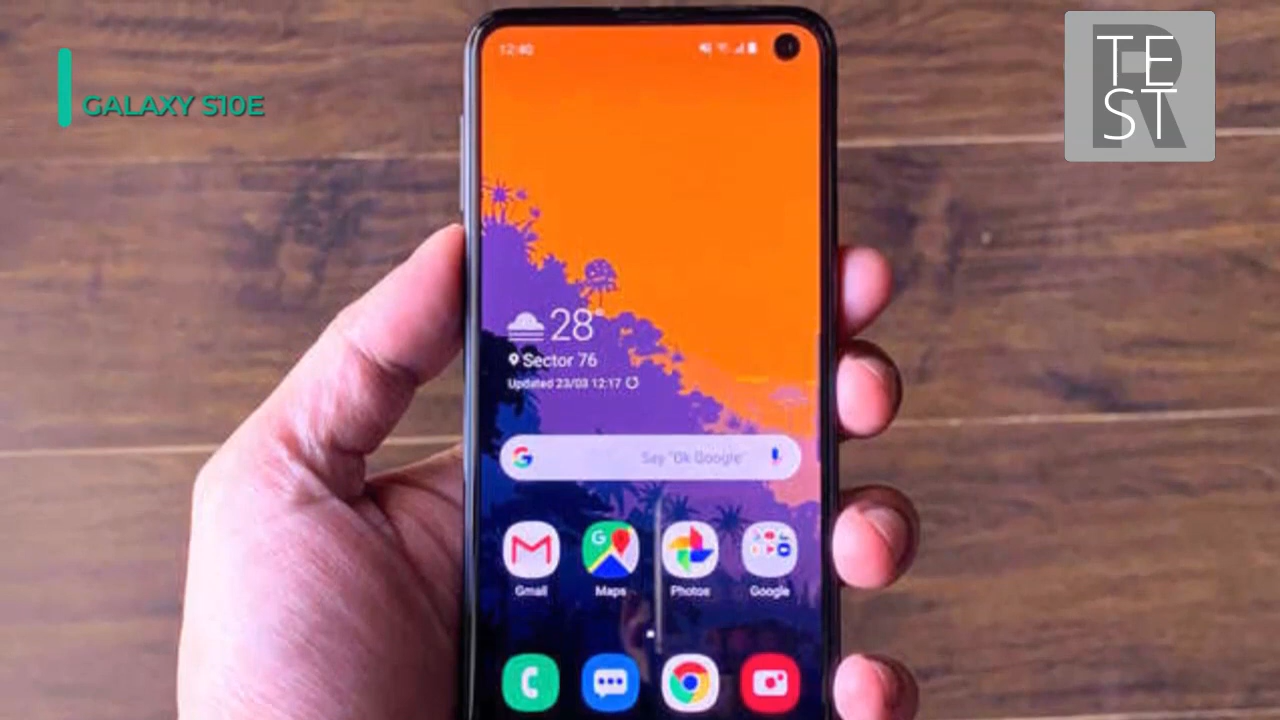 GALAXY S10E
TE
ST
R
12:40
28°
Sector 76
Updated 23/03 12:17
G
Say "Ok Google"
G
Gmail
Maps
Photos
Google